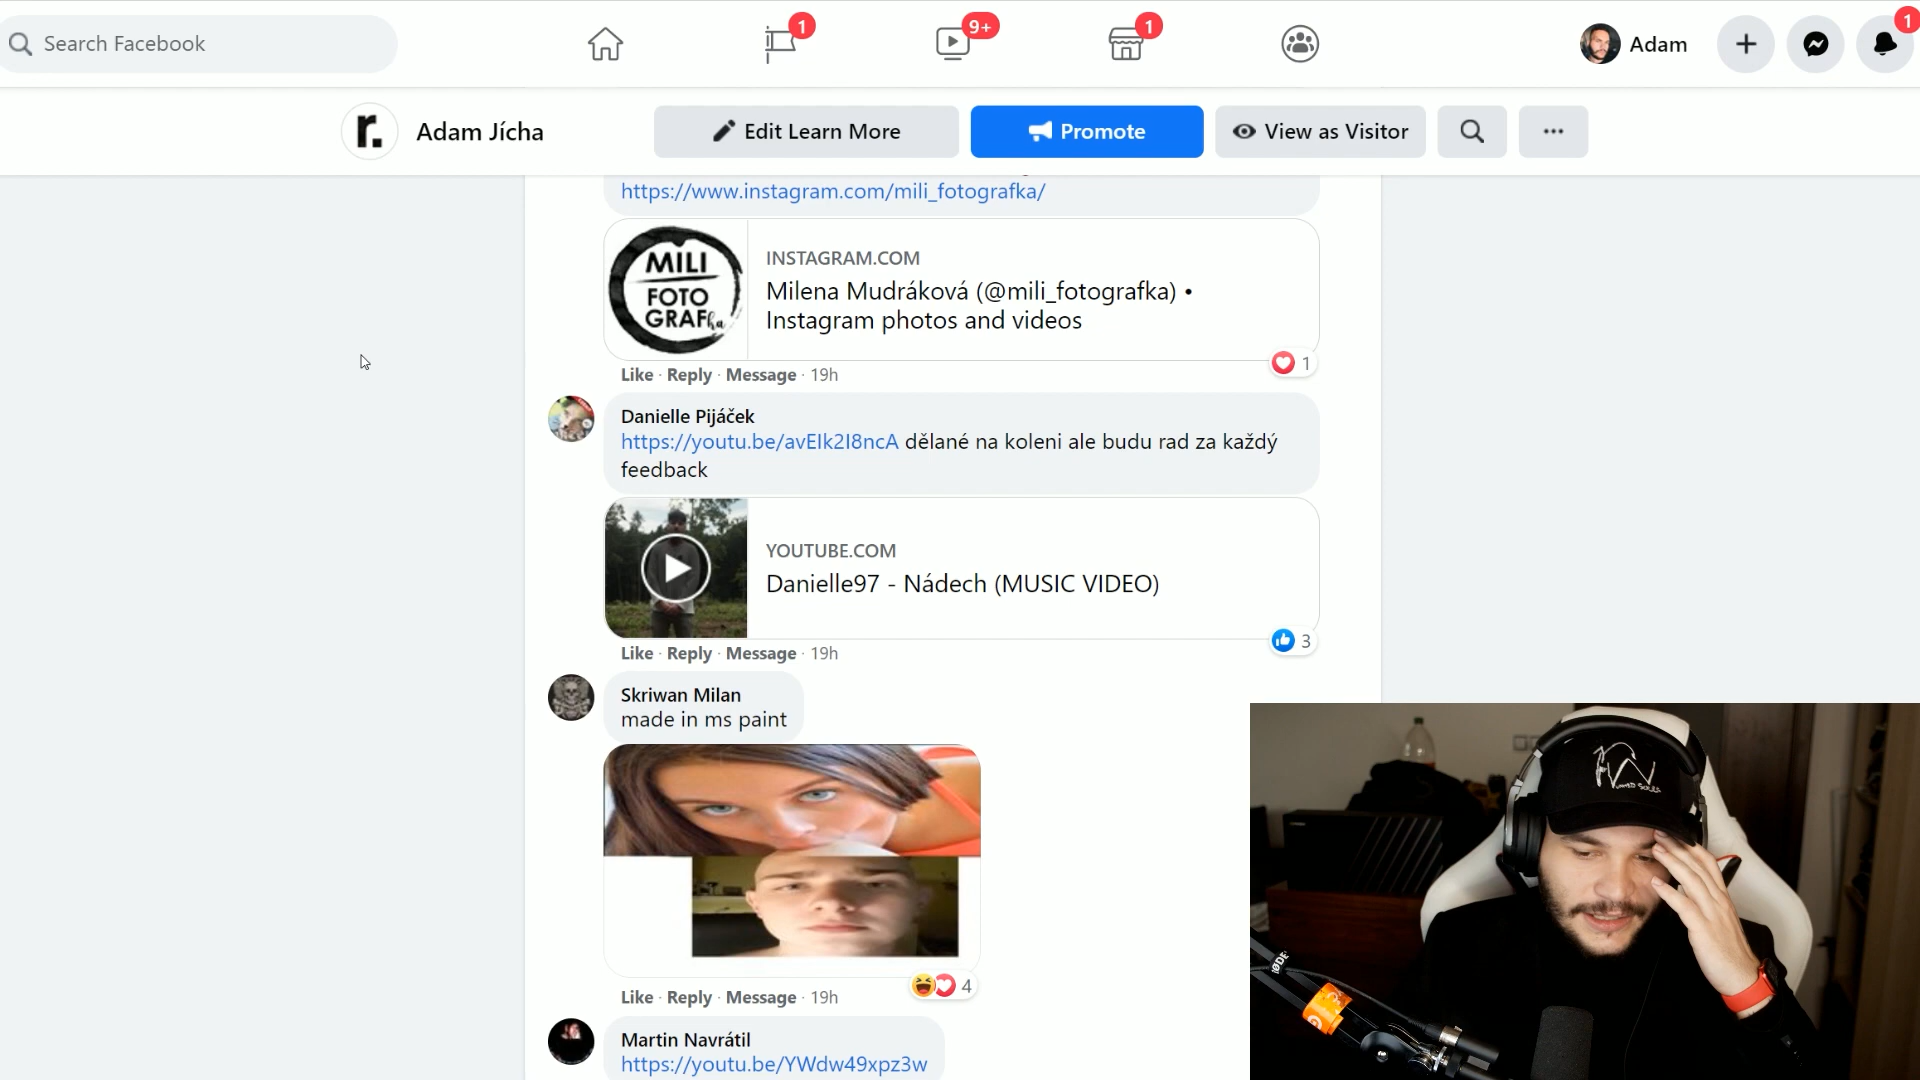 Search Facebook
1
9+
1
Adam
1
r.
Adam Jícha
Edit Learn More
Promote
View as Visitor
https://www.instagram.com/mili_fotografka/
MILI
FOTO
GRAFka
INSTAGRAM.COM
Milena Mudráková (@mili_fotografka) •
Instagram photos and videos
1
Like · Reply · Message · 19h
Danielle Pijáček
https://youtu.be/avEIk2I8ncA dělané na koleni ale budu rad za každý
feedback
YOUTUBE.COM
Danielle97 - Nádech (MUSIC VIDEO)
3
Like · Reply · Message · 19h
Skriwan Milan
made in ms paint
4
Like · Reply · Message · 19h
Martin Navrátil
https://youtu.be/YWdw49xpz3w
RØDE